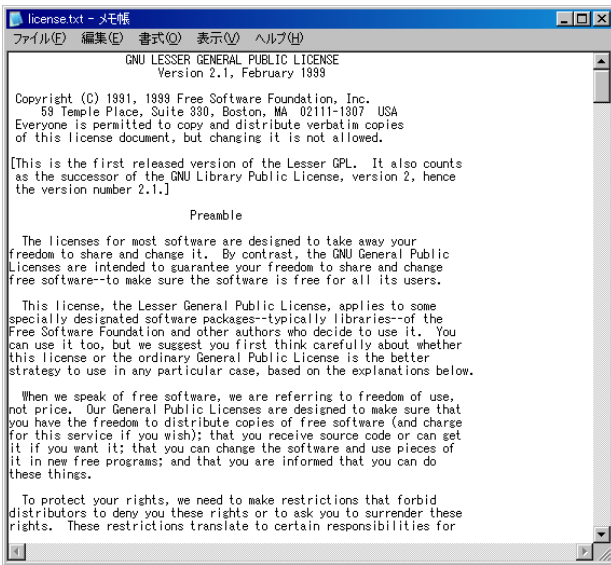 license.txt - メモ帳
ファイル(F) 編集(E) 書式(O) 表示(V) ヘルプ(H)
GNU LESSER GENERAL PUBLIC LICENSE
Version 2.1, February 1999
Copyright (C) 1991, 1999 Free Software Foundation, Inc.
59 Temple Place, Suite 330, Boston, MA 02111-1307 USA
Everyone is permitted to copy and distribute verbatim copies
of this license document, but changing it is not allowed.
[This is the first released version of the Lesser GPL. It also counts
as the successor of the GNU Library Public License, version 2, hence
the version number 2.1.]
Preamble
The licenses for most software are designed to take away your
freedom to share and change it. By contrast, the GNU General Public
Licenses are intended to guarantee your freedom to share and change
free software--to make sure the software is free for all its users.
This license, the Lesser General Public License, applies to some
specially designated software packages--typically libraries--of the
Free Software Foundation and other authors who decide to use it. You
can use it too, but we suggest you first think carefully about whether
this license or the ordinary General Public License is the better
strategy to use in any particular case, based on the explanations below.
When we speak of free software, we are referring to freedom of use,
not price. Our General Public Licenses are designed to make sure that
you have the freedom to distribute copies of free software (and charge
for this service if you wish); that you receive source code or can get
it if you want it; that you can change the software and use pieces of
it in new free programs; and that you are informed that you can do
these things.
To protect your rights, we need to make restrictions that forbid
distributors to deny you these rights or to ask you to surrender these
rights. These restrictions translate to certain responsibilities for